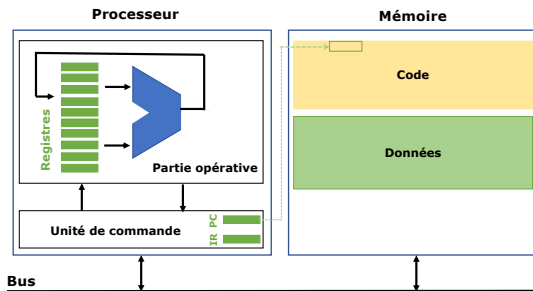 Processeur
Mémoire
Registres
Partie opérative
Unité de commande
PC
IR
Code
Données
Bus